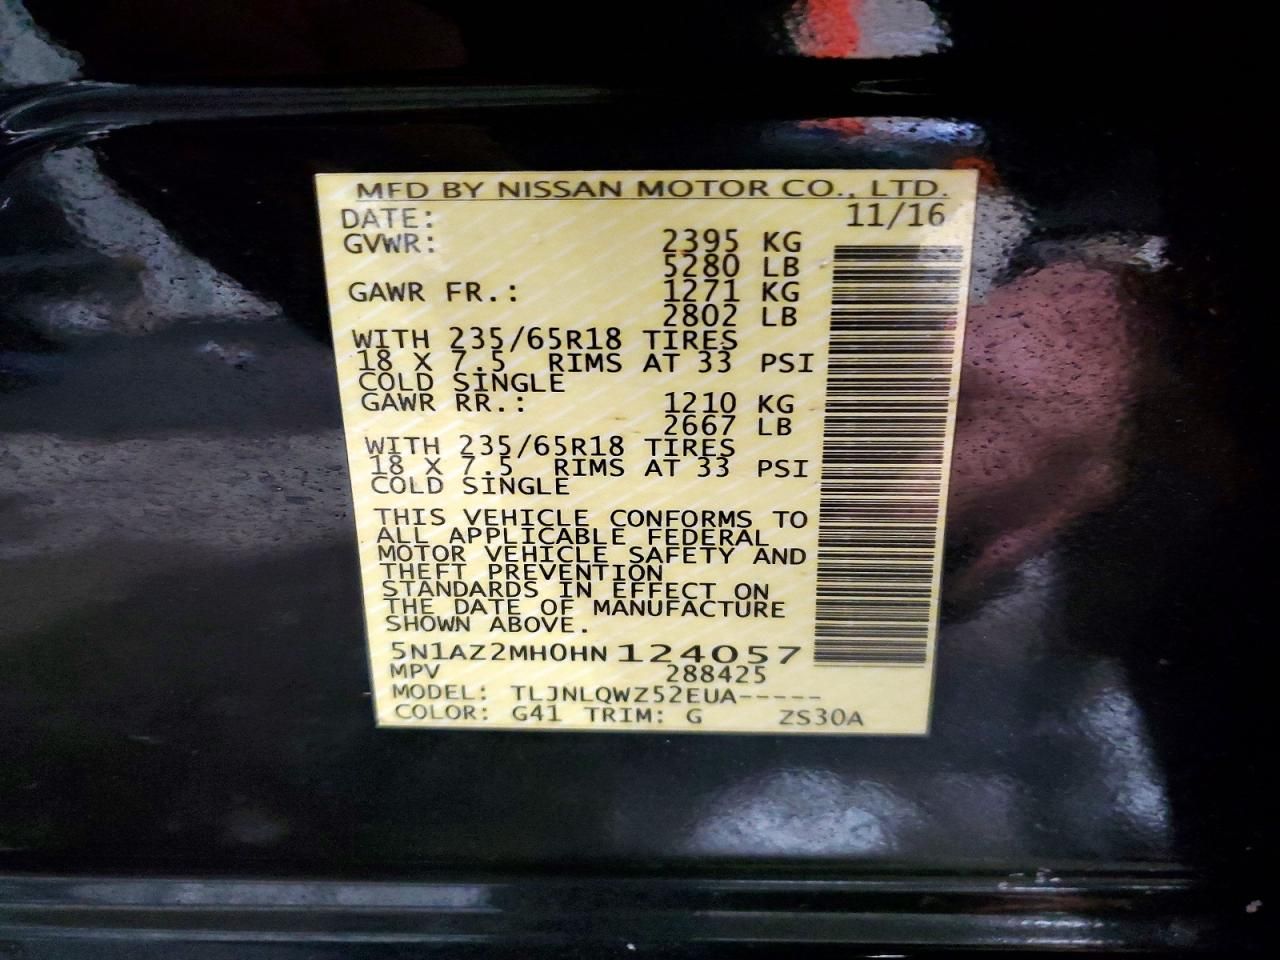 MFD BY NISSAN MOTOR CO., LTD.
DATE: 11/16
GVWR: 2395 KG
5280 LB
GAWR FR.: 1271 KG
2802 LB
WITH 235/65R18 TIRES
18 X 7.5 RIMS AT 33 PSI
COLD SINGLE
GAWR RR.: 1210 KG
2667 LB
WITH 235/65R18 TIRES
18 X 7.5 RIMS AT 33 PSI
COLD SINGLE
THIS VEHICLE CONFORMS TO
ALL APPLICABLE FEDERAL
MOTOR VEHICLE SAFETY AND
THEFT PREVENTION
STANDARDS IN EFFECT ON
THE DATE OF MANUFACTURE
SHOWN ABOVE.
5N1AZ2MH0HN124057
MPV 288425
MODEL: TLJNLQWZ52EUA-----
COLOR: G41 TRIM: G ZS30A